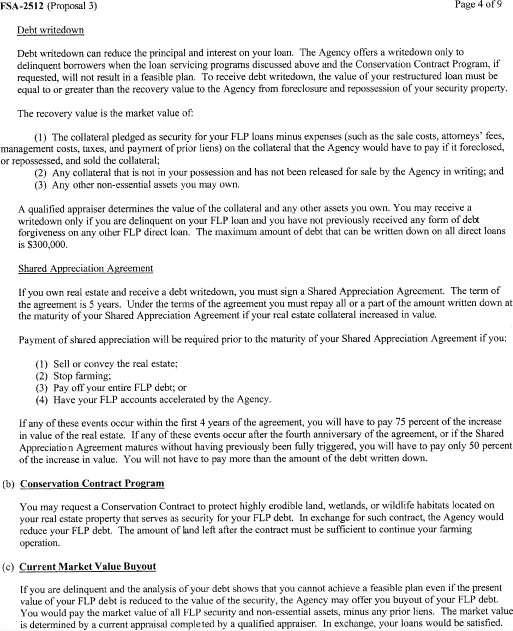 FSA-2512 (Proposal 3) Page 4 of 9
Debt writedown
Debt writedown can reduce the principal and interest on your loan. The Agency offers a writedown only to
delinquent borrowers when the loan servicing programs discussed above and the Conservation Contract Program, if
requested, will not result in a feasible plan. To receive debt writedown, the value of your restructured loan must be
equal to or greater than the recovery value to the Agency from foreclosure and repossession of your security property.
The recovery value is the market value of:
(1) The collateral pledged as security for your FLP loans minus expenses (such as the sale costs, attorneys' fees,
management costs, taxes, and payment of prior liens) on the collateral that the Agency would have to pay if it foreclosed,
or repossessed, and sold the collateral;
(2) Any collateral that is not in your possession and has not been released for sale by the Agency in writing; and
(3) Any other non-essential assets you may own.
A qualified appraiser determines the value of the collateral and any other assets you own. You may receive a
writedown only if you are delinquent on your FLP loan and you have not previously received any form of debt
forgiveness on any other FLP direct loan. The maximum amount of debt that can be written down on all direct loans
is $300,000.
Shared Appreciation Agreement
If you own real estate and receive a debt writedown, you must sign a Shared Appreciation Agreement. The term of
the agreement is 5 years. Under the terms of the agreement you must repay all or a part of the amount written down at
the maturity of your Shared Appreciation Agreement if your real estate collateral increased in value.
Payment of shared appreciation will be required prior to the maturity of your Shared Appreciation Agreement if you:
(1) Sell or convey the real estate;
(2) Stop farming;
(3) Pay off your entire FLP debt; or
(4) Have your FLP accounts accelerated by the Agency.
If any of these events occur within the first 4 years of the agreement, you will have to pay 75 percent of the increase
in value of the real estate. If any of these events occur after the fourth anniversary of the agreement, or if the Shared
Appreciation Agreement matures without having previously been fully triggered, you will have to pay only 50 percent
of the increase in value. You will not have to pay more than the amount of the debt written down.
(b) Conservation Contract Program
You may request a Conservation Contract to protect highly erodible land, wetlands, or wildlife habitats located on
your real estate property that serves as security for your FLP debt. In exchange for such contract, the Agency would
reduce your FLP debt. The amount of land left after the contract must be sufficient to continue your farming
operation.
(c) Current Market Value Buyout
If you are delinquent and the analysis of your debt shows that you cannot achieve a feasible plan even if the present
value of your FLP debt is reduced to the value of the security, the Agency may offer you buyout of your FLP debt.
You would pay the market value of all FLP security and non-essential assets, minus any prior liens. The market value
is determined by a current appraisal completed by a qualified appraiser. In exchange, your loans would be satisfied.